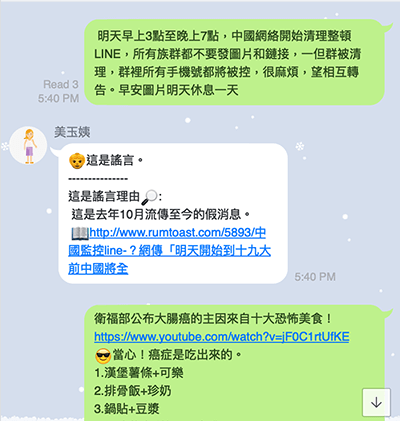 明天早上3點至晚上7點，中國網絡開始清理整頓
LINE，所有族群都不要發圖片和鏈接，一但群被清
理，群裡所有手機號都將被控，很麻煩，望相互轉
告。早安圖片明天休息一天
Read 3
5:40 PM
美玉姨
這是謠言。
---------------
這是謠言理由🔎:
這是去年10月流傳至今的假消息。
📖http://www.rumtoast.com/5893/中
國監控line-？網傳「明天開始到十九大
前中國將全
5:40 PM
衛福部公布大腸癌的主因來自十大恐怖美食！
https://www.youtube.com/watch?v=jF0C1rtUfKE
😎當心！癌症是吃出來的。
1.漢堡薯條+可樂
2.排骨飯+珍奶
3.鍋貼+豆漿